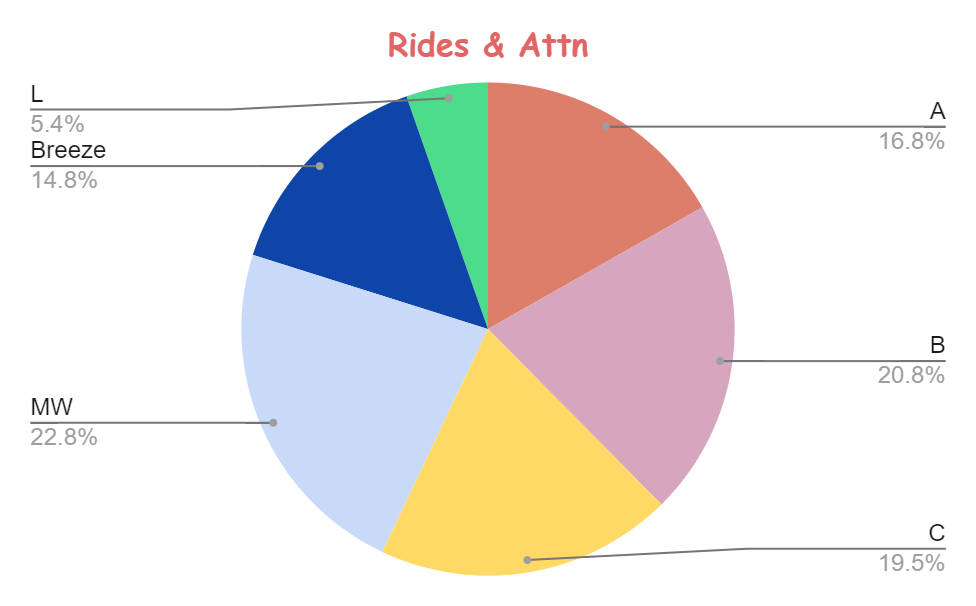 Rides & Attn
L
5.4%
Breeze
14.8%
MW
22.8%
A
16.8%
B
20.8%
C
19.5%